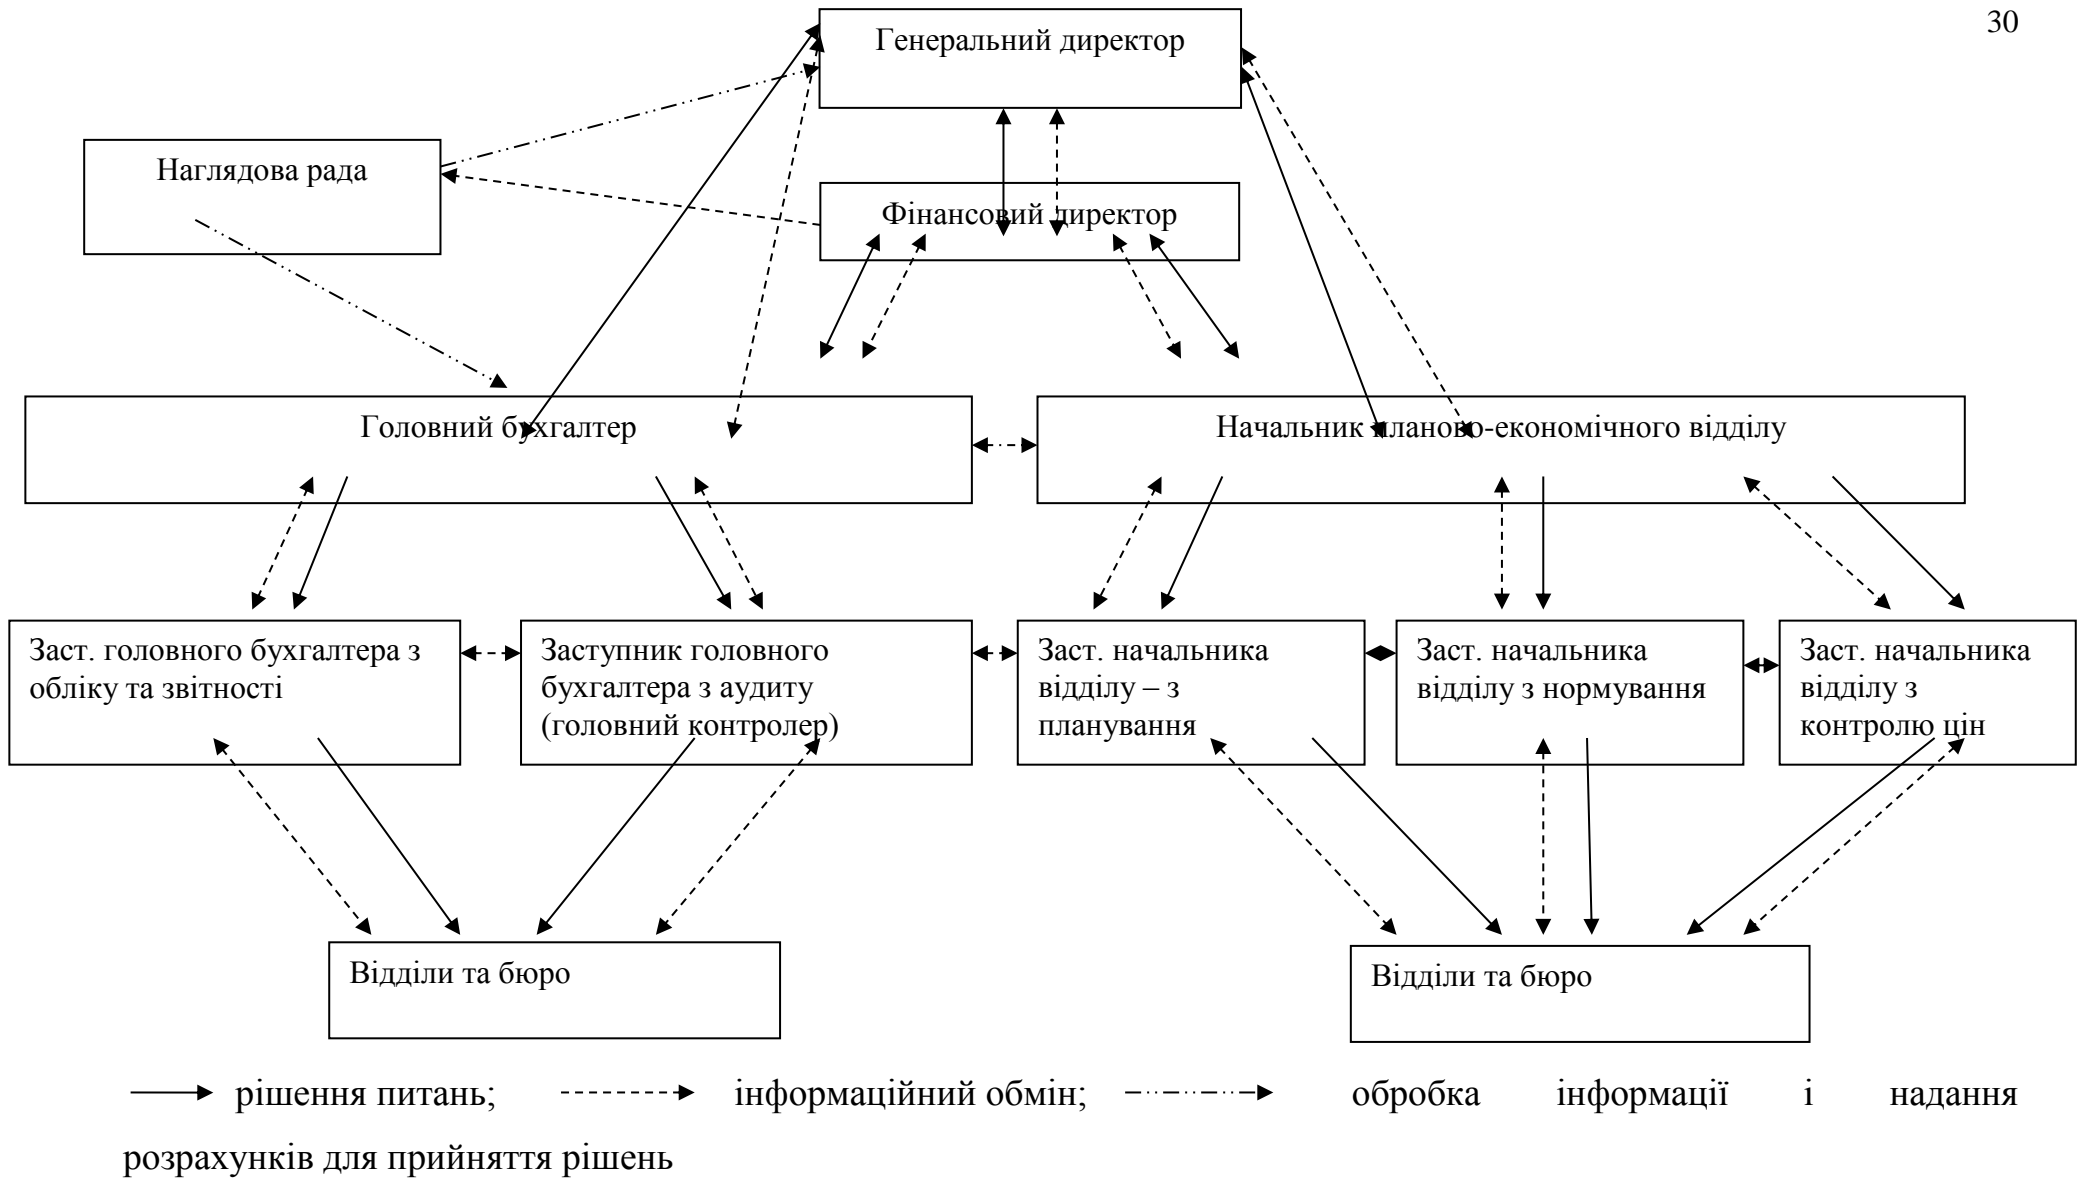 30
Генеральний директор
Наглядова рада
Фінансовий директор
Головний бухгалтер
Начальник планово-економічного відділу
Заст. головного бухгалтера з
обліку та звітності
Заступник головного
бухгалтера з аудиту
(головний контролер)
Заст. начальника
відділу – з
планування
Заст. начальника
відділу з нормування
Заст. начальника
відділу з
контролю цін
Відділи та бюро
Відділи та бюро
рішення питань; інформаційний обмін; обробка інформації і надання
розрахунків для прийняття рішень